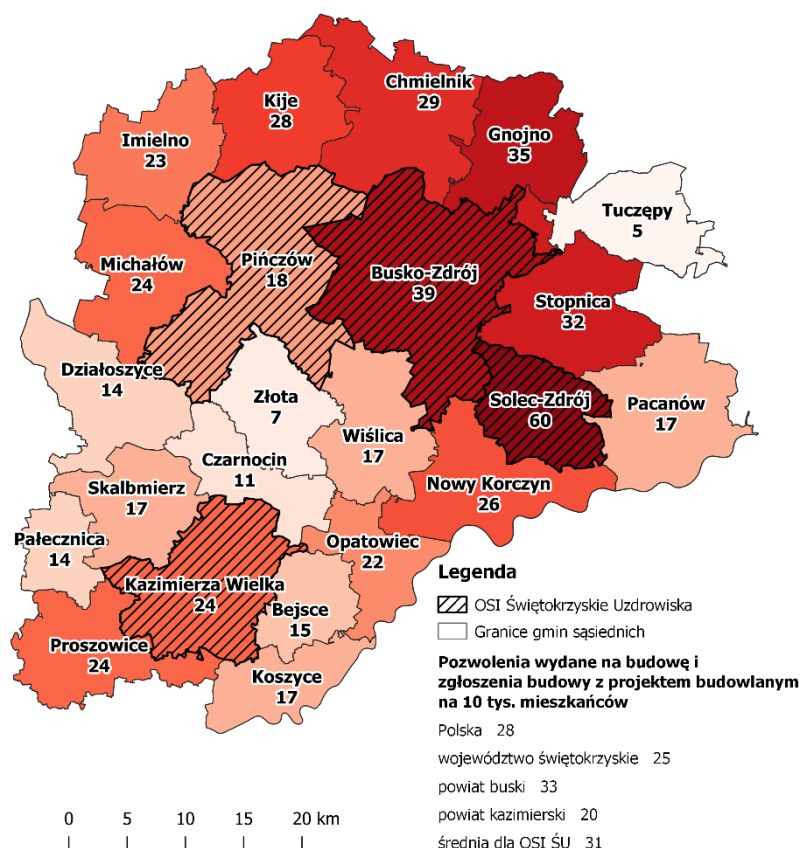 Chmielnik
29
Kije
28
Gnojno
35
Imielno
23
Tuczępy
5
Michałów
24
Pińczów
18
Busko-Zdrój
39
Stopnica
32
Działoszyce
14
Złota
7
Solec-Zdrój
60
Pacanów
17
Wiślica
17
Czarnocin
11
Skalbmierz
17
Nowy Korczyn
26
Pałecznica
14
Opatowiec
22
Kazimierza Wielka
24
Bejsce
15
Proszowice
24
Koszyce
17
Legenda
OSI Świętokrzyskie Uzdrowiska
Granice gmin sąsiednich
Pozwolenia wydane na budowę i
zgłoszenia budowy z projektem budowlanym
na 10 tys. mieszkańców
Polska 28
województwo świętokrzyskie 25
powiat buski 33
powiat kazimierski 20
średnia dla OSI ŚU 31
0 5 10 15 20 km